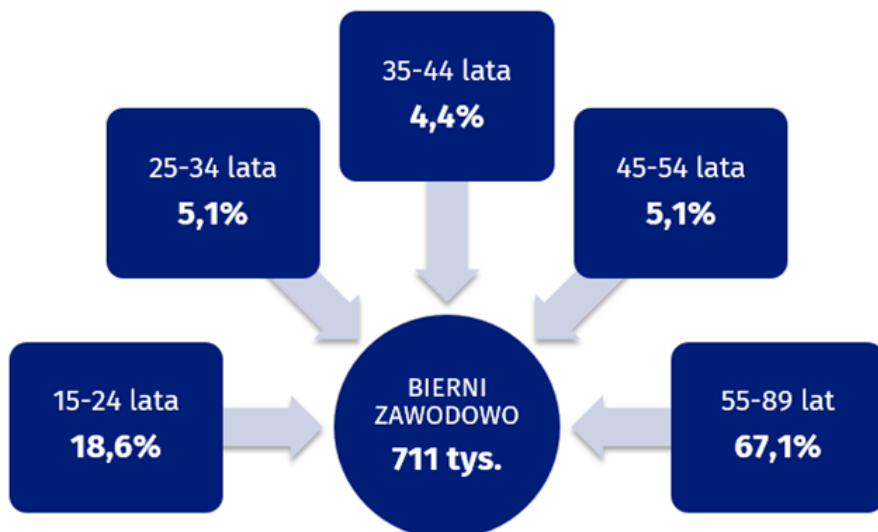 35-44 lata
4,4%
25-34 lata
5,1%
45-54 lata
5,1%
15-24 lata
18,6%
BIERNI
ZAWODOWO
711 tys.
55-89 lat
67,1%